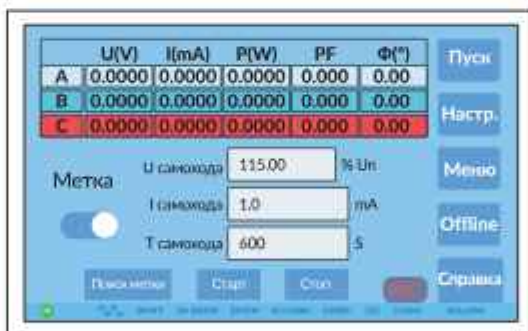 U(V) I(mA) P(W) PF Φ(°)
A 0.0000 0.0000 0.0000 0.000 0.00
B 0.0000 0.0000 0.0000 0.000 0.00
C 0.0000 0.0000 0.0000 0.000 0.00
Пуск
Настр.
Меню
Offline
Справка
Метка
U самохода 115.00 % Un
I самохода 1.0 mA
T самохода 600 S
Поиск метки Старт Стоп